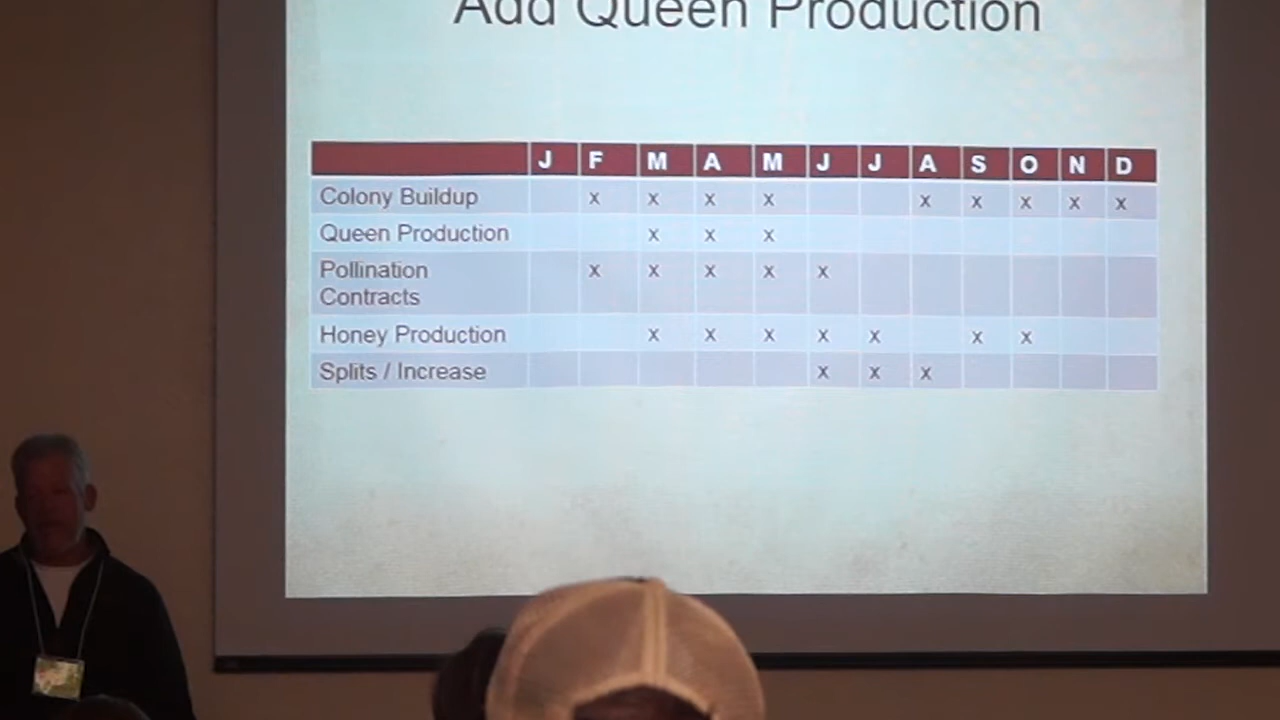 Add Queen Production
J F M A M J J A S O N D
Colony Buildup x x x x x x x x x
Queen Production x x x
Pollination x x x x x
Contracts
Honey Production x x x x x x x
Splits / Increase x x x